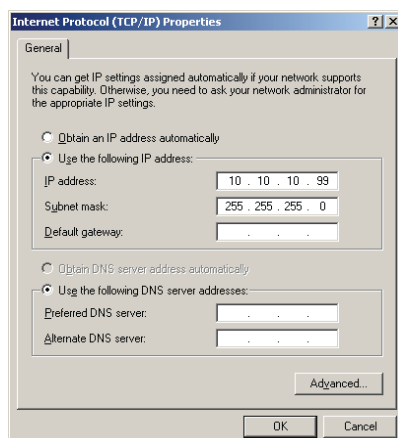 Internet Protocol (TCP/IP) Properties
General
You can get IP settings assigned automatically if your network supports
this capability. Otherwise, you need to ask your network administrator for
the appropriate IP settings.
Obtain an IP address automatically
Use the following IP address:
IP address: 10 . 10 . 10 . 99
Subnet mask: 255 . 255 . 255 . 0
Default gateway: . . .
Obtain DNS server address automatically
Use the following DNS server addresses:
Preferred DNS server: . . .
Alternate DNS server: . . .
Advanced...
OK Cancel